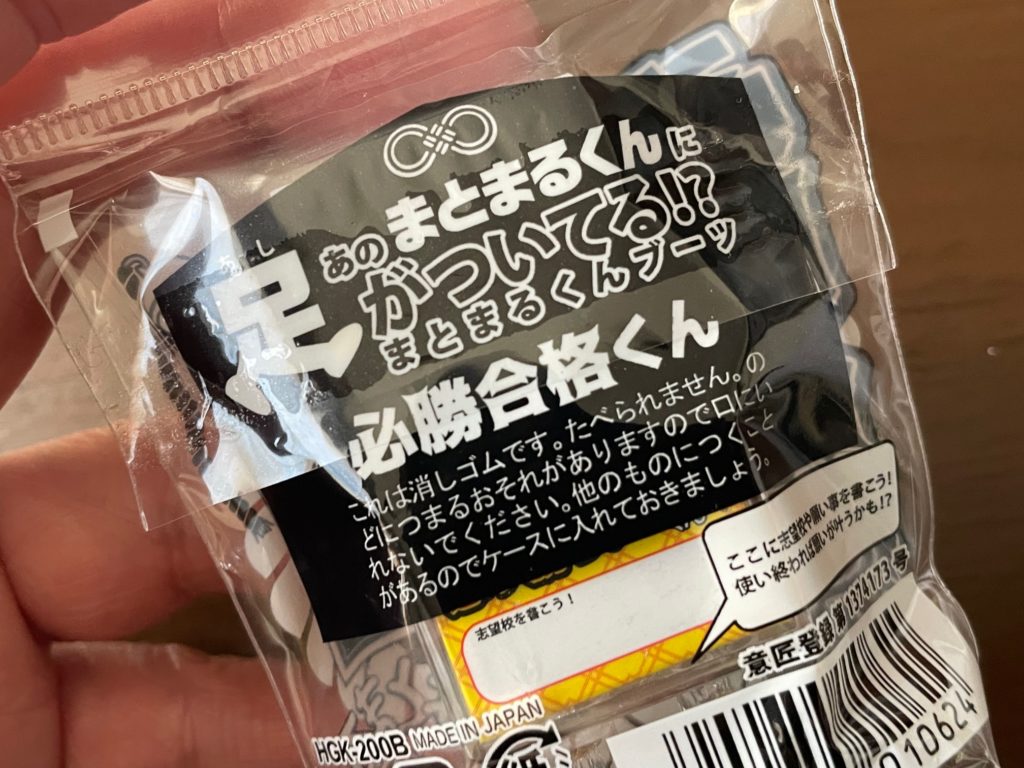 あの まとまるくんに
足
がついてる!?
まとまるくんブーツ
必勝合格くん
これは消しゴムです。たべられません。の
どにつまるおそれがありますので口にい
れないでください。他のものにつくこと
があるのでケースに入れておきましょう。
志望校を書こう!
ここに志望校や願い事を書こう!
使い終われば願いが叶うかも!?
意匠登録第1374173号
HGK-200B MADE IN JAPAN
紙
010624